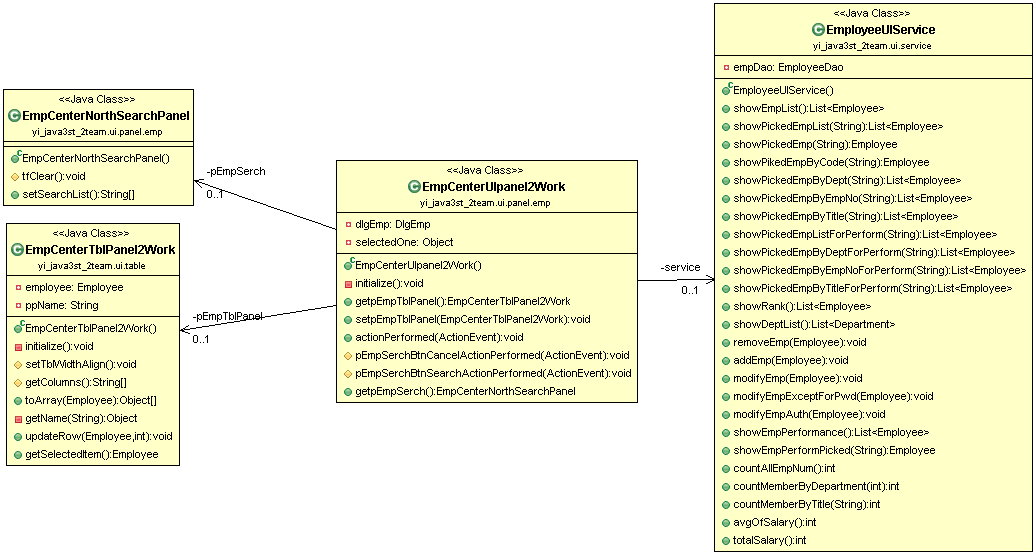 <<Java Class>>
EmpCenterNorthSearchPanel
yi_java3st_2team.ui.panel.emp
EmpCenterNorthSearchPanel()
tfClear():void
setSearchList():String[]
<<Java Class>>
EmpCenterTblPanel2Work
yi_java3st_2team.ui.table
employee: Employee
ppName: String
EmpCenterTblPanel2Work()
initialize():void
setTblWidthAlign():void
getColumns():String[]
toArray(Employee):Object[]
getName(String):Object
updateRow(Employee,int):void
getSelectedItem():Employee
-pEmpSerch
0..1
-pEmpTblPanel
0..1
<<Java Class>>
EmpCenterUIpanel2Work
yi_java3st_2team.ui.panel.emp
dlgEmp: DlgEmp
selectedOne: Object
EmpCenterUIpanel2Work()
initialize():void
getpEmpTblPanel():EmpCenterTblPanel2Work
setpEmpTblPanel(EmpCenterTblPanel2Work):void
actionPerformed(ActionEvent):void
pEmpSerchBtnCancelActionPerformed(ActionEvent):void
pEmpSerchBtnSearchActionPerformed(ActionEvent):void
getpEmpSerch():EmpCenterNorthSearchPanel
-service
0..1
<<Java Class>>
EmployeeUIService
yi_java3st_2team.ui.service
empDao: EmployeeDao
EmployeeUIService()
showEmpList():List<Employee>
showPickedEmpList(String):List<Employee>
showPickedEmp(String):Employee
showPikedEmpByCode(String):Employee
showPickedEmpByDept(String):List<Employee>
showPickedEmpByEmpNo(String):List<Employee>
showPickedEmpByTitle(String):List<Employee>
showPickedEmpListForPerform(String):List<Employee>
showPickedEmpByDeptForPerform(String):List<Employee>
showPickedEmpByEmpNoForPerform(String):List<Employee>
showPickedEmpByTitleForPerform(String):List<Employee>
showRank():List<Employee>
showDeptList():List<Department>
removeEmp(Employee):void
addEmp(Employee):void
modifyEmp(Employee):void
modifyEmpExceptForPwd(Employee):void
modifyEmpAuth(Employee):void
showEmpPerformance():List<Employee>
showEmpPerformPicked(String):Employee
countAllEmpNum():int
countMemberByDepartment(int):int
countMemberByTitle(String):int
avgOfSalary():int
totalSalary():int